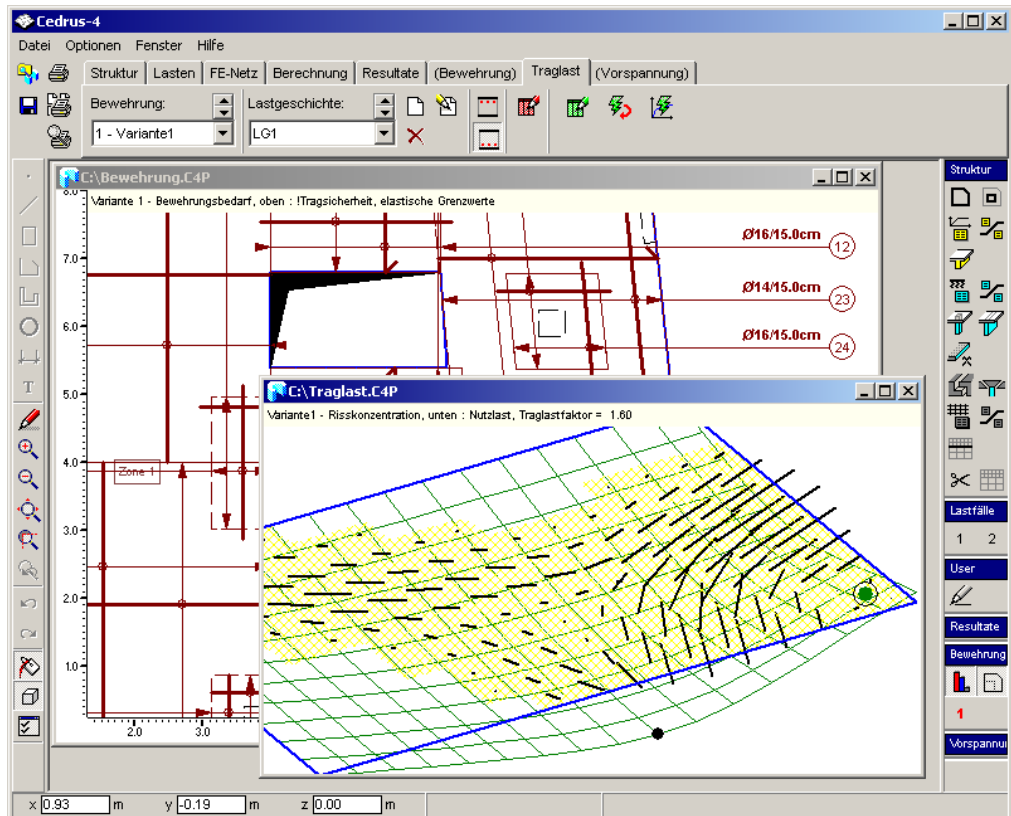 Cedrus-4
Datei Optionen Fenster Hilfe
Struktur Lasten FE-Netz Berechnung Resultate (Bewehrung) Traglast (Vorspannung)
Bewehrung: Lastgeschichte:
1 - Variante1 LG1
Struktur
C:\Bewehrung.C4P
Variante 1 - Bewehrungsbedarf, oben : !Tragsicherheit, elastische Grenzwerte
8.0
Ø16/15.0cm 12
7.0
Ø14/15.0cm 23
6.0
Ø16/15.0cm 24
T
5.0
C:\Traglast.C4P
Variante1 - Risskonzentration, unten : Nutzlast, Traglastfaktor = 1.60
4.0
Zone 1
Lastfälle
1 2
3.0
User
2.0
Resultate
Bewehrung
1.0
1
2.0 3.0
Vorspannu
x 0.93 m y -0.19 m z 0.00 m